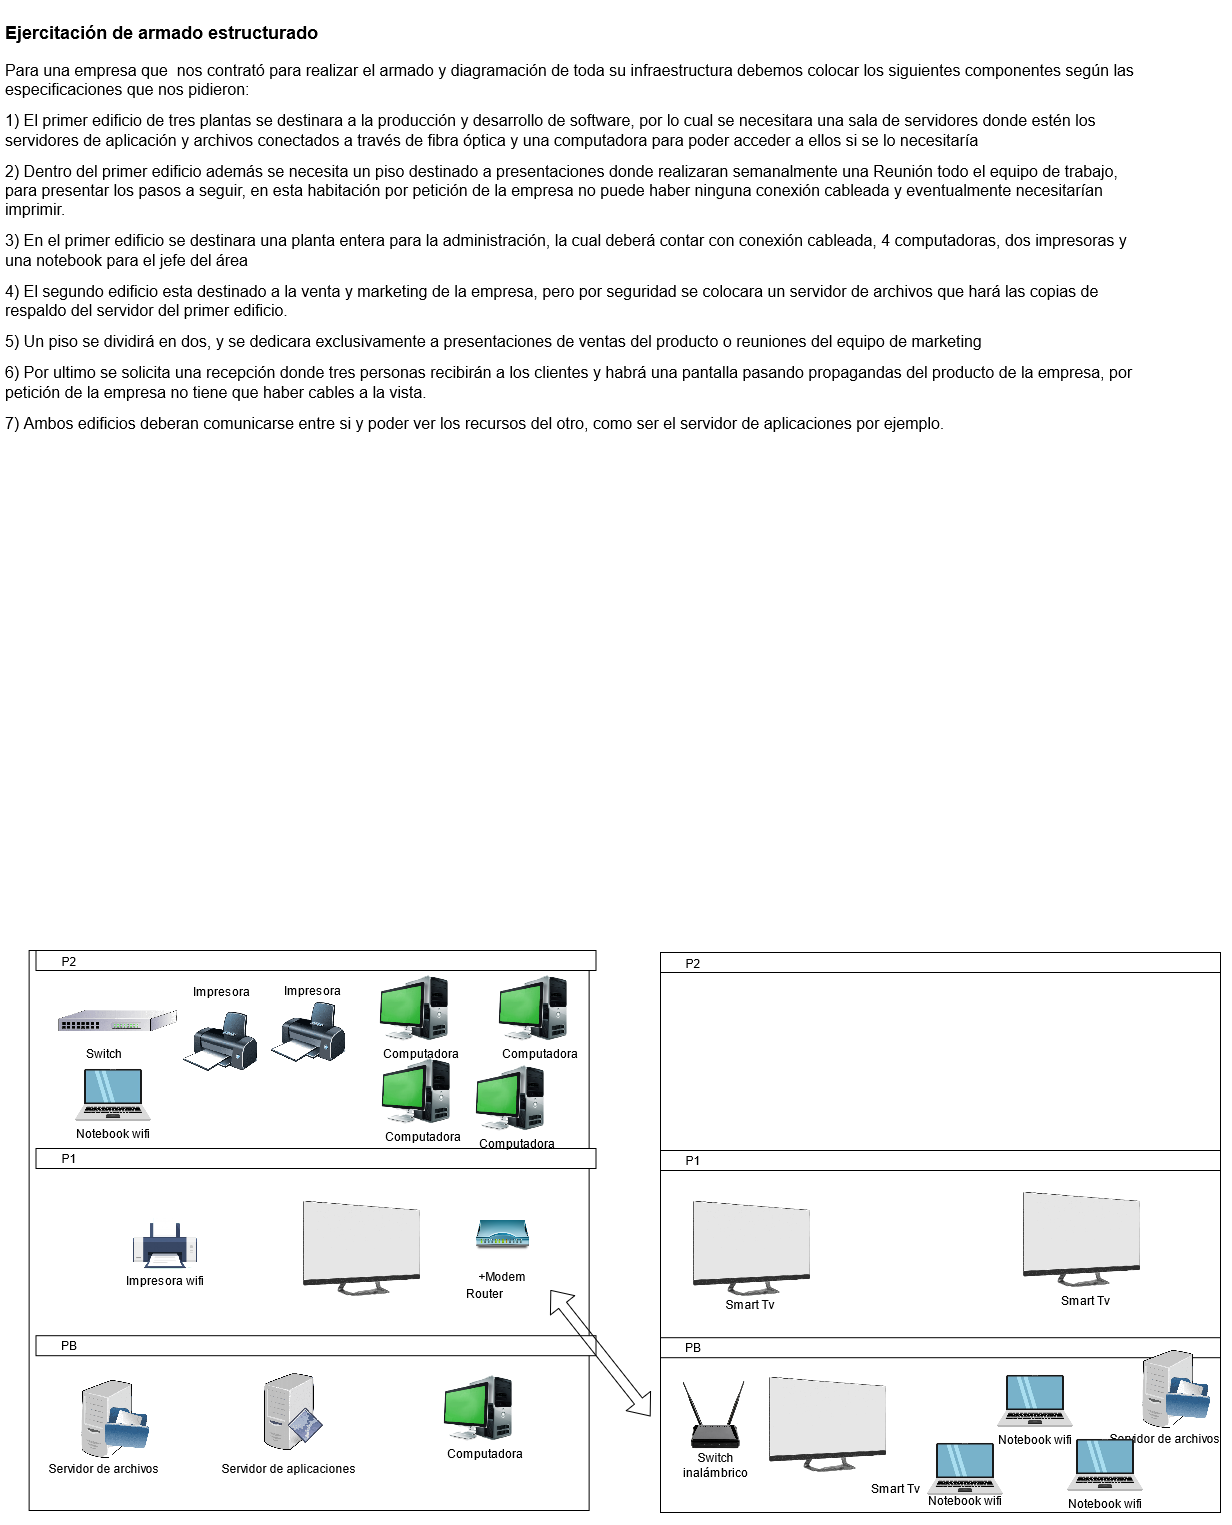 Ejercitación de armado estructurado
Para una empresa que  nos contrató para realizar el armado y diagramación de toda su infraestructura debemos colocar los siguientes componentes según las
especificaciones que nos pidieron:
1) El primer edificio de tres plantas se destinara a la producción y desarrollo de software, por lo cual se necesitara una sala de servidores donde estén los
servidores de aplicación y archivos conectados a través de fibra óptica y una computadora para poder acceder a ellos si se lo necesitaría
2) Dentro del primer edificio además se necesita un piso destinado a presentaciones donde realizaran semanalmente una Reunión todo el equipo de trabajo,
para presentar los pasos a seguir, en esta habitación por petición de la empresa no puede haber ninguna conexión cableada y eventualmente necesitarían
imprimir.
3) En el primer edificio se destinara una planta entera para la administración, la cual deberá contar con conexión cableada, 4 computadoras, dos impresoras y
una notebook para el jefe del área
4) El segundo edificio esta destinado a la venta y marketing de la empresa, pero por seguridad se colocara un servidor de archivos que hará las copias de
respaldo del servidor del primer edificio.
5) Un piso se dividirá en dos, y se dedicara exclusivamente a presentaciones de ventas del producto o reuniones del equipo de marketing
6) Por ultimo se solicita una recepción donde tres personas recibirán a los clientes y habrá una pantalla pasando propagandas del producto de la empresa, por
petición de la empresa no tiene que haber cables a la vista.
7) Ambos edificios deberan comunicarse entre si y poder ver los recursos del otro, como ser el servidor de aplicaciones por ejemplo.
P2
Impresora
Impresora
Switch
Computadora
Computadora
Notebook wifi
Computadora
Computadora
P1
Impresora wifi
+Modem
Router
PB
Servidor de archivos
Servidor de aplicaciones
Computadora
P2
P1
Smart Tv
Smart Tv
PB
Switch
inalámbrico
Smart Tv
Notebook wifi
Servidor de archivos
Notebook wifi
Notebook wifi